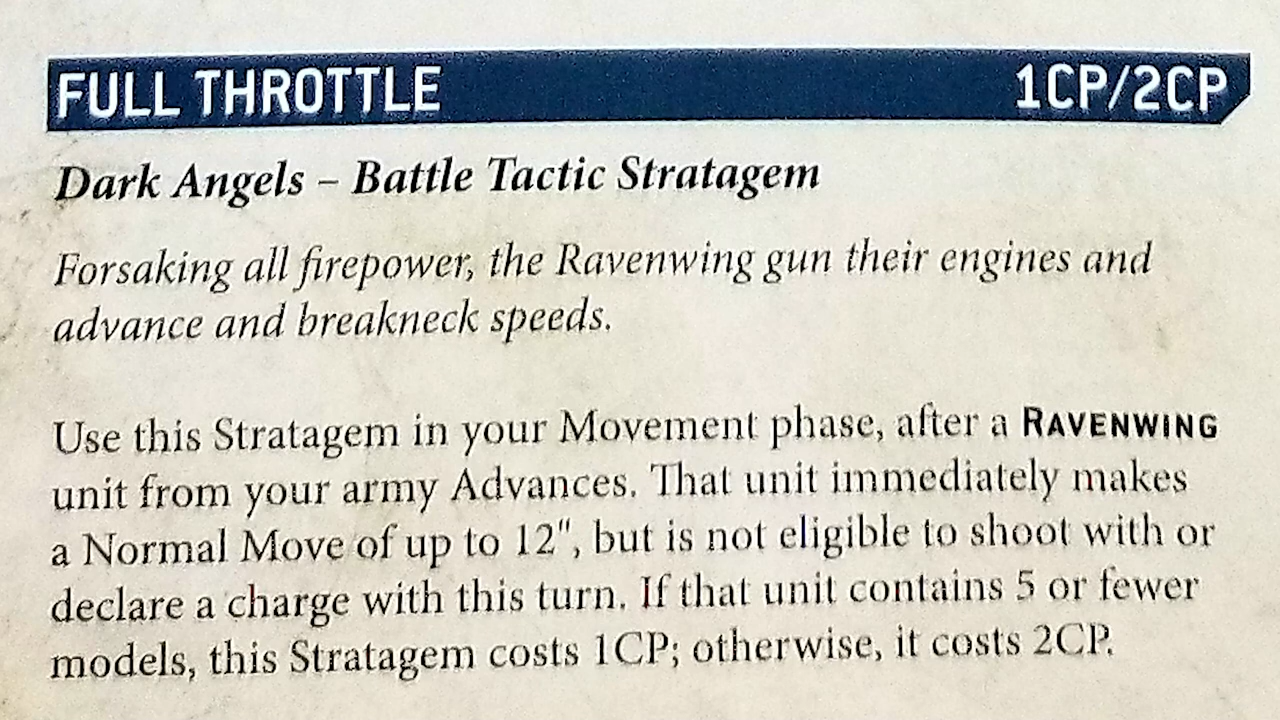 FULL THROTTLE 1CP/2CP
Dark Angels – Battle Tactic Stratagem
Forsaking all firepower, the Ravenwing gun their engines and
advance and breakneck speeds.
Use this Stratagem in your Movement phase, after a RAVENWING
unit from your army Advances. That unit immediately makes
a Normal Move of up to 12", but is not eligible to shoot with or
declare a charge with this turn. If that unit contains 5 or fewer
models, this Stratagem costs 1CP; otherwise, it costs 2CP.